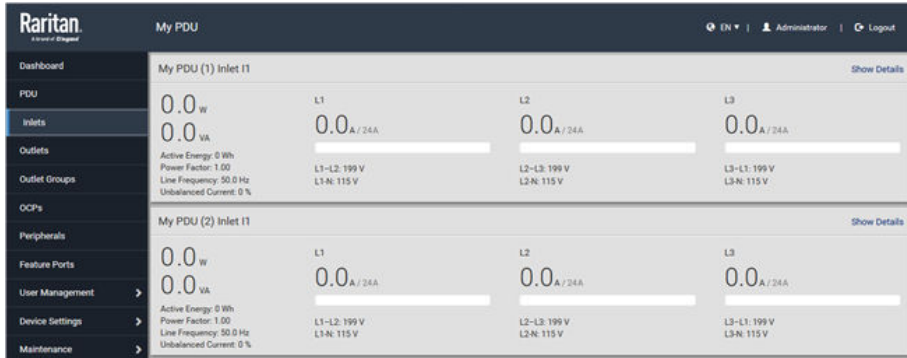 Raritan.
A brand of Legrand
My PDU
EN
Administrator
Logout
Dashboard
PDU
Inlets
Outlets
Outlet Groups
OCPs
Peripherals
Feature Ports
User Management
Device Settings
Maintenance
My PDU (1) Inlet I1
Show Details
0.0 W
0.0 VA
Active Energy: 0 Wh
Power Factor: 1.00
Line Frequency: 50.0 Hz
Unbalanced Current: 0 %
L1
0.0 A / 24A
L1-L2: 199 V
L1-N: 115 V
L2
0.0 A / 24A
L2-L3: 199 V
L2-N: 115 V
L3
0.0 A / 24A
L3-L1: 199 V
L3-N: 115 V
My PDU (2) Inlet I1
Show Details
0.0 W
0.0 VA
Active Energy: 0 Wh
Power Factor: 1.00
Line Frequency: 50.0 Hz
Unbalanced Current: 0 %
L1
0.0 A / 24A
L1-L2: 199 V
L1-N: 115 V
L2
0.0 A / 24A
L2-L3: 199 V
L2-N: 115 V
L3
0.0 A / 24A
L3-L1: 199 V
L3-N: 115 V